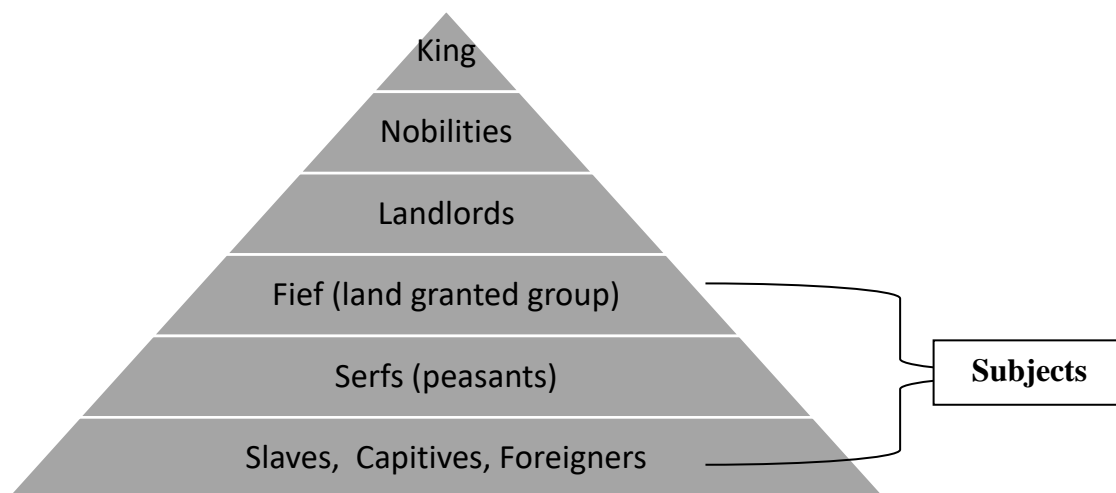 King
Nobilities
Landlords
Fief (land granted group)
Serfs (peasants)
Subjects
Slaves, Capitives, Foreigners